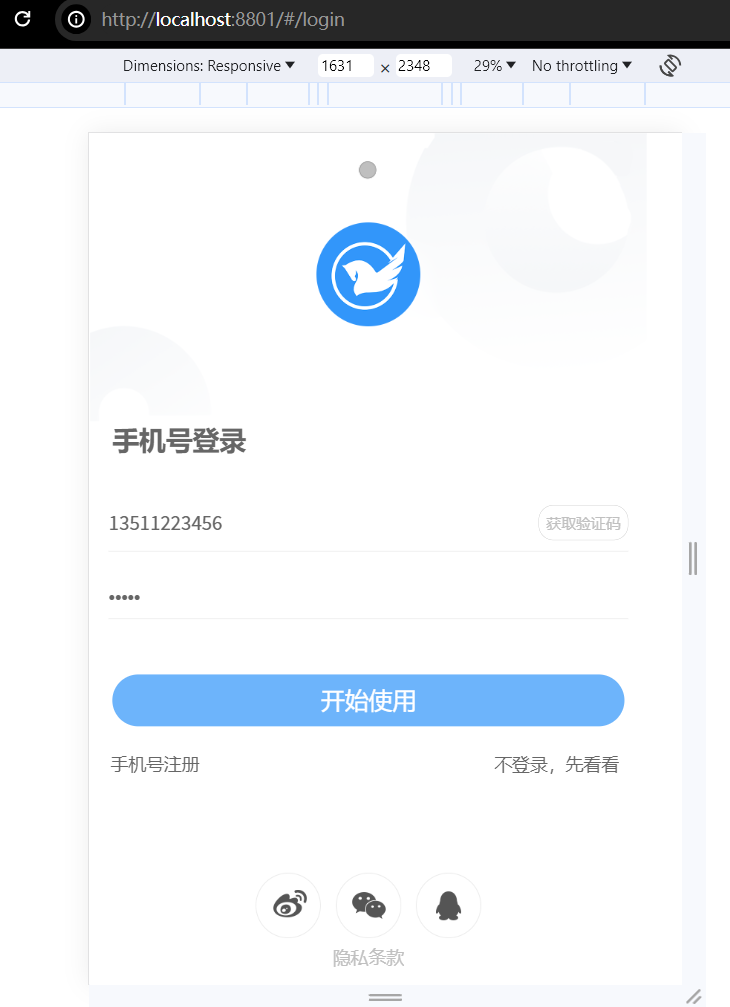 http://localhost:8801/#/login
Dimensions: Responsive 1631 × 2348 29% No throttling
手机号登录
13511223456 获取验证码
•••••
开始使用
手机号注册 不登录，先看看
隐私条款